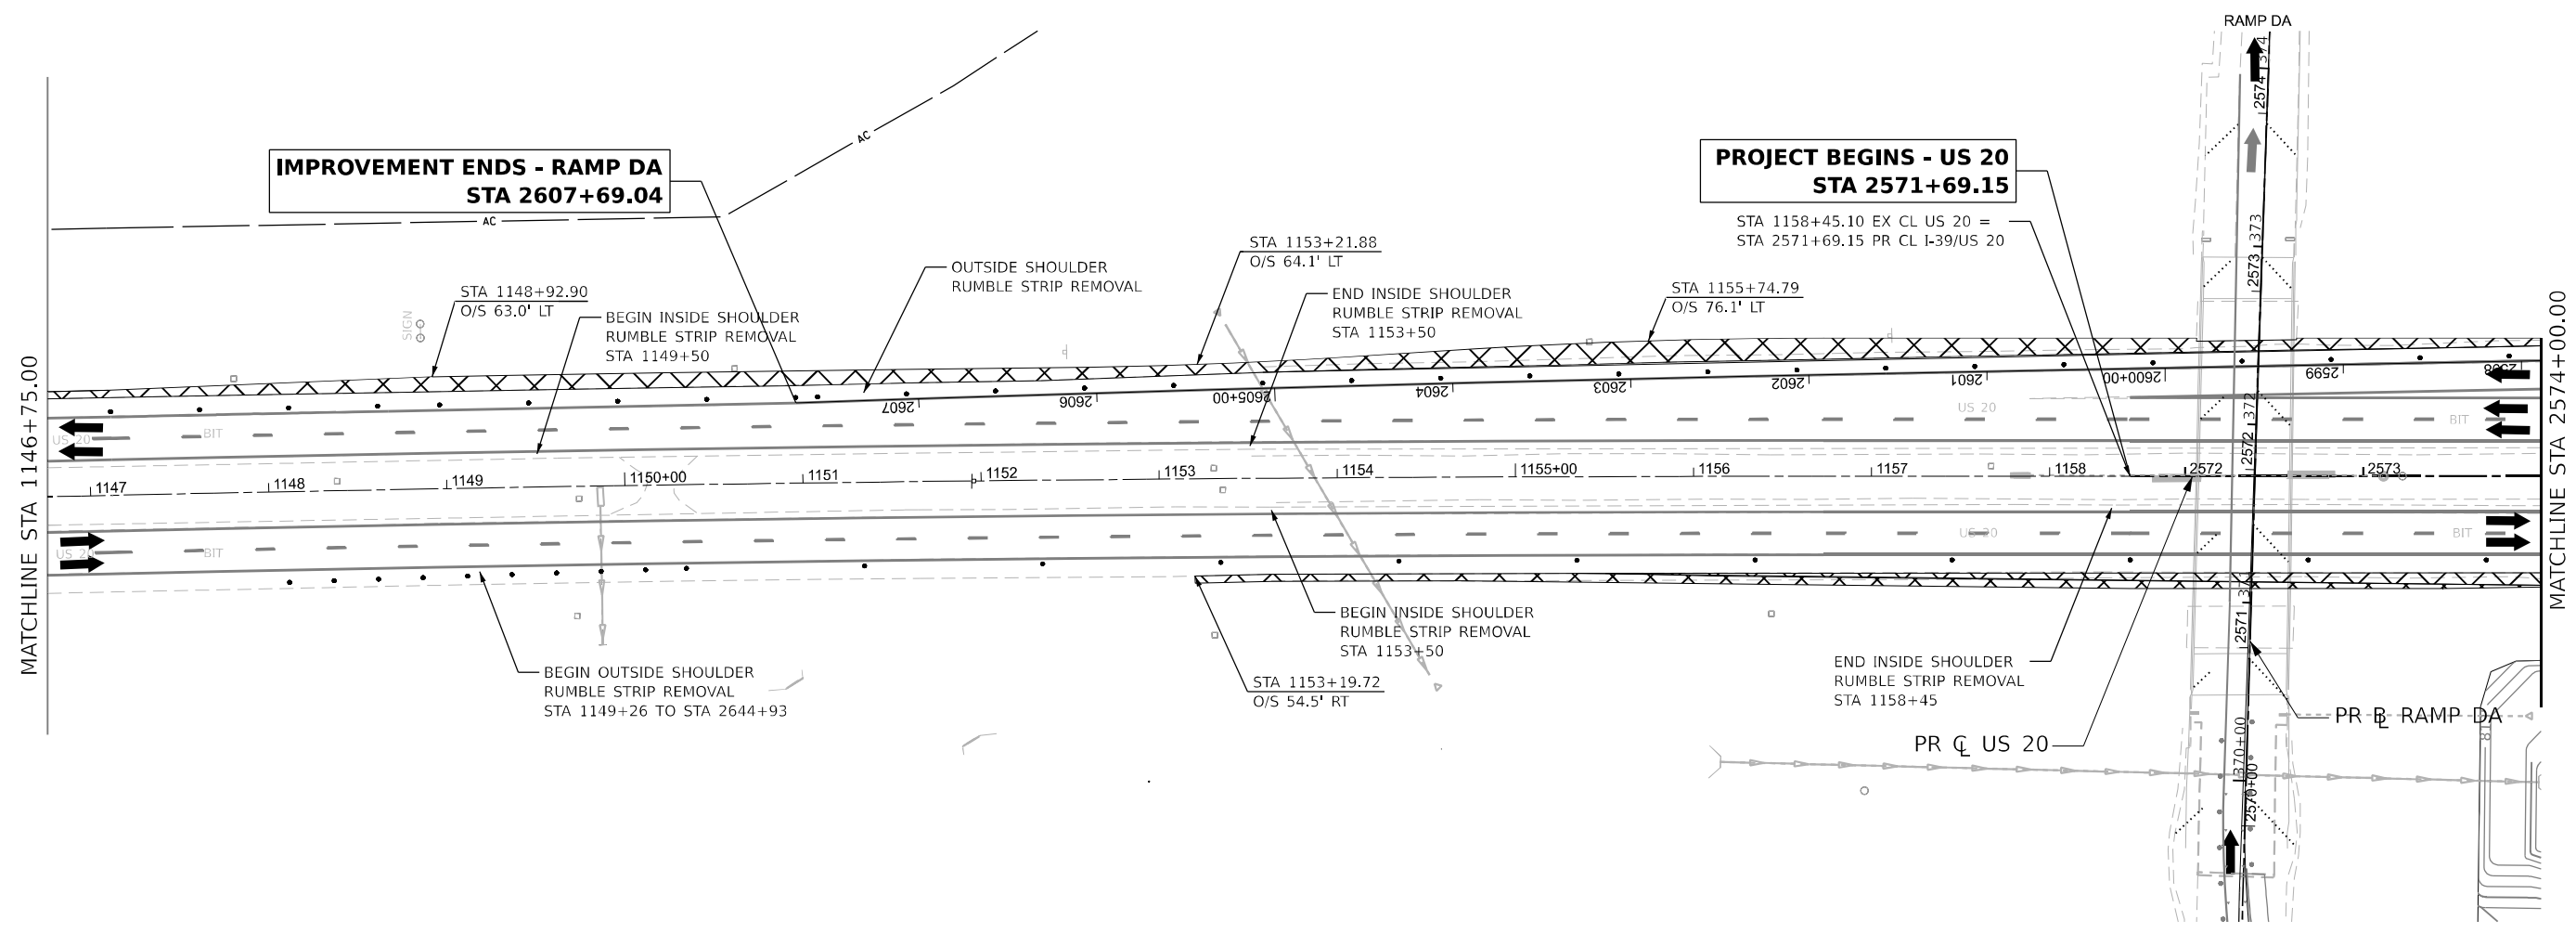 RAMP DA
IMPROVEMENT ENDS - RAMP DA
STA 2607+69.04
PROJECT BEGINS - US 20
STA 2571+69.15
STA 1158+45.10 EX CL US 20 =
STA 2571+69.15 PR CL I-39/US 20
AC
AC
STA 1153+21.88
O/S 64.1' LT
OUTSIDE SHOULDER
RUMBLE STRIP REMOVAL
STA 1148+92.90
O/S 63.0' LT
SIGN
BEGIN INSIDE SHOULDER
RUMBLE STRIP REMOVAL
STA 1149+50
END INSIDE SHOULDER
RUMBLE STRIP REMOVAL
STA 1153+50
STA 1155+74.79
O/S 76.1' LT
MATCHLINE STA 1146+75.00
MATCHLINE STA 2574+00.00
2607
2606
2605+00
2604
2603
2602
2601
2600+00
2599
2598
US 20
BIT
US 20
BIT
1147
1148
1149
1150+00
1151
1152
P
1153
1154
1155+00
1156
1157
1158
2572
2573
US 20
BIT
US 20
BIT
374
2574
373
2573
372
2572
371
2571
370+00
2570+00
BEGIN OUTSIDE SHOULDER
RUMBLE STRIP REMOVAL
STA 1149+26 TO STA 2644+93
BEGIN INSIDE SHOULDER
RUMBLE STRIP REMOVAL
STA 1153+50
STA 1153+19.72
O/S 54.5' RT
END INSIDE SHOULDER
RUMBLE STRIP REMOVAL
STA 1158+45
PR ℄ US 20
PR BL RAMP DA